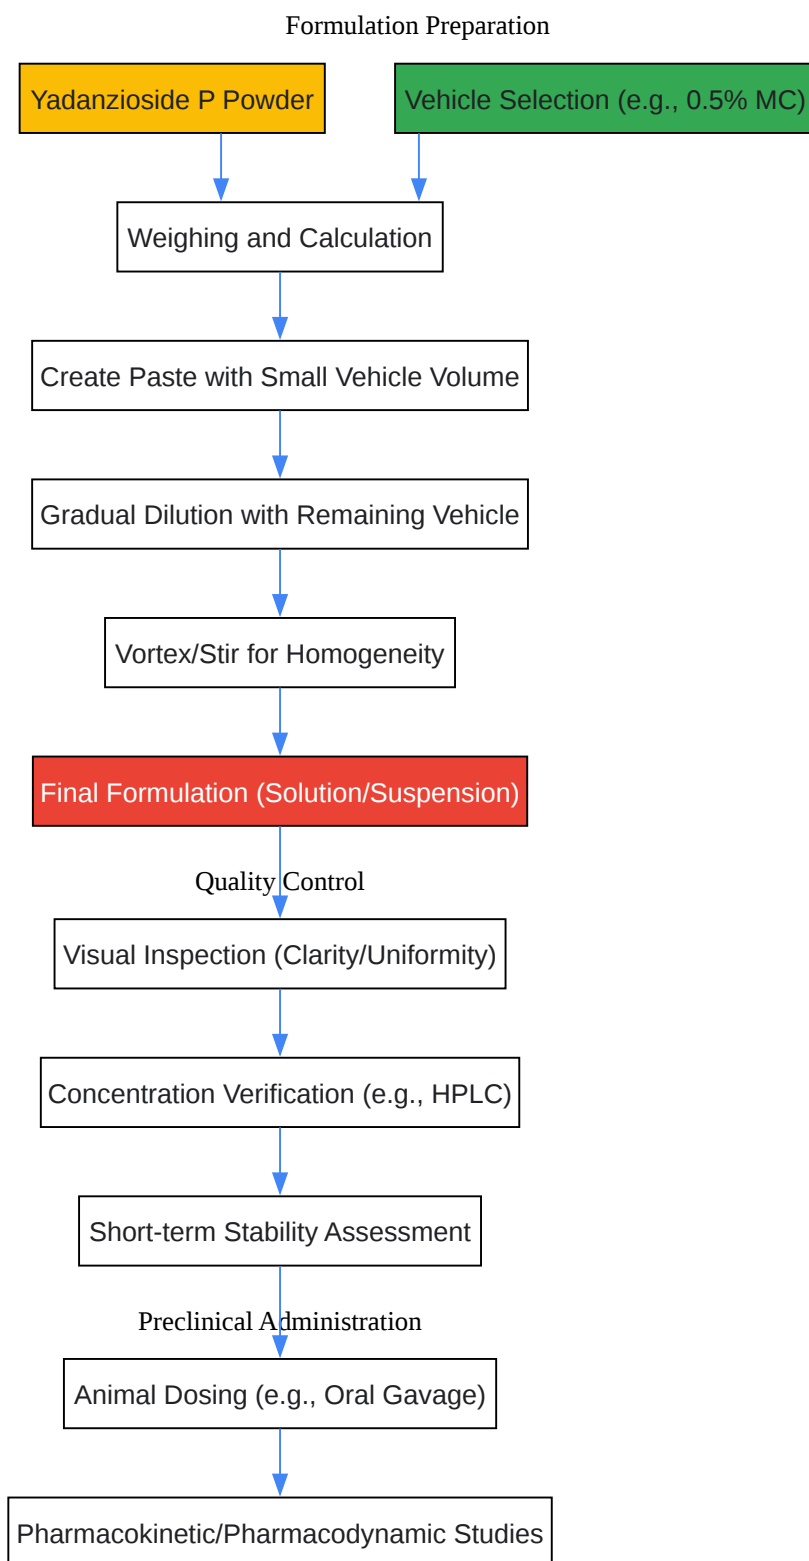 Formulation Preparation
Yadanzioside P Powder
Vehicle Selection (e.g., 0.5% MC)
Weighing and Calculation
Create Paste with Small Vehicle Volume
Gradual Dilution with Remaining Vehicle
Vortex/Stir for Homogeneity
Final Formulation (Solution/Suspension)
Quality Control
Visual Inspection (Clarity/Uniformity)
Concentration Verification (e.g., HPLC)
Short-term Stability Assessment
Preclinical Administration
Animal Dosing (e.g., Oral Gavage)
Pharmacokinetic/Pharmacodynamic Studies